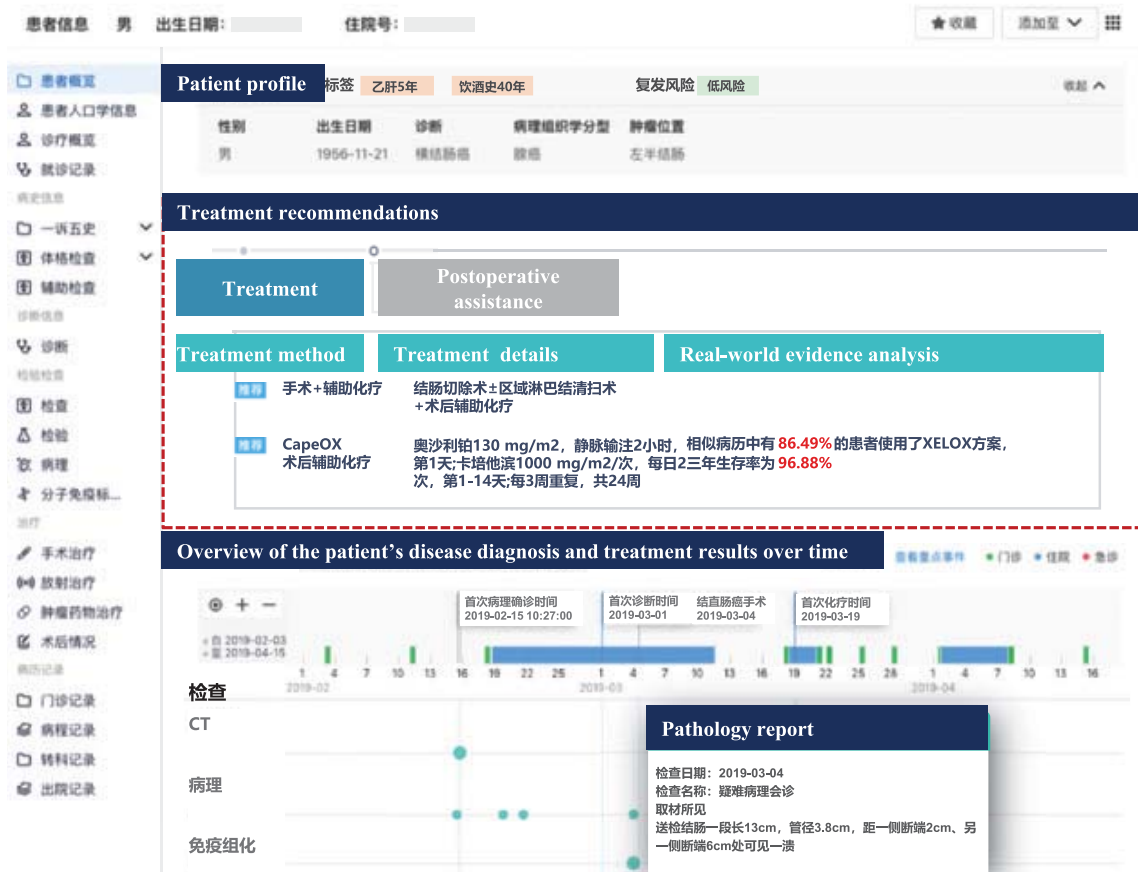 患者信息 男 出生日期: 住院号:
收藏 添加至
患者概览
患者人口学信息
诊疗概览
就诊记录
病史信息
一诉五史
体格检查
辅助检查
诊断信息
诊断
检验检查
检查
检验
病理
分子免疫标...
治疗
手术治疗
放射治疗
肿瘤药物治疗
术后情况
病历记录
门诊记录
病程记录
转科记录
出院记录
Patient profile 标签 乙肝5年 饮酒史40年 复发风险 低风险 收起
性别 出生日期 诊断 病理组织学分型 肿瘤位置
男 1956-11-21 横结肠癌 腺癌 左半结肠
Treatment recommendations
Treatment
Postoperative
assistance
Treatment method Treatment details Real-world evidence analysis
推荐 手术+辅助化疗 结肠切除术±区域淋巴结清扫术
+术后辅助化疗
推荐 CapeOX
术后辅助化疗
奥沙利铂130 mg/m2，静脉输注2小时，
第1天;卡培他滨1000 mg/m2/次，每日2
次，第1-14天;每3周重复，共24周
相似病历中有 86.49% 的患者使用了XELOX方案，
三年生存率为 96.88%
Overview of the patient's disease diagnosis and treatment results over time 查看重点事件 门诊 住院 急诊
首次病理确诊时间
2019-02-15 10:27:00
首次诊断时间
2019-03-01
结直肠癌手术
2019-03-04
首次化疗时间
2019-03-19
自 2019-02-03
至 2019-04-15
1 4 7 10 13 16 19 22 25 1 4 7 10 13 16 19 22 25 28 1 4 7 10 13 16
2019-02 2019-03 2019-04
检查
CT
病理
免疫组化
Pathology report
检查日期：2019-03-04
检查名称：疑难病理会诊
取材所见
送检结肠一段长13cm，管径3.8cm，距一侧断端2cm、另
一侧断端6cm处可见一溃